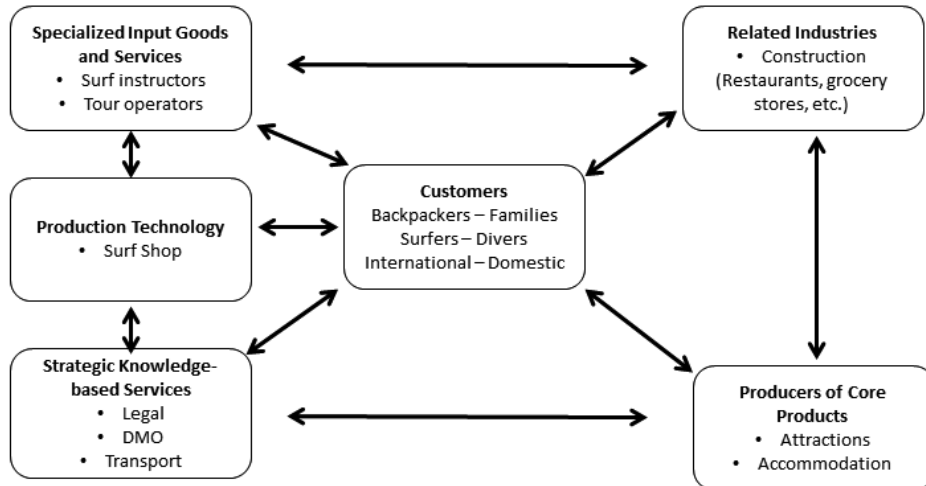 Specialized Input Goods
and Services
• Surf instructors
• Tour operators
Related Industries
• Construction
(Restaurants, grocery
stores, etc.)
Production Technology
• Surf Shop
Customers
Backpackers – Families
Surfers – Divers
International – Domestic
Strategic Knowledge-
based Services
• Legal
• DMO
• Transport
Producers of Core
Products
• Attractions
• Accommodation